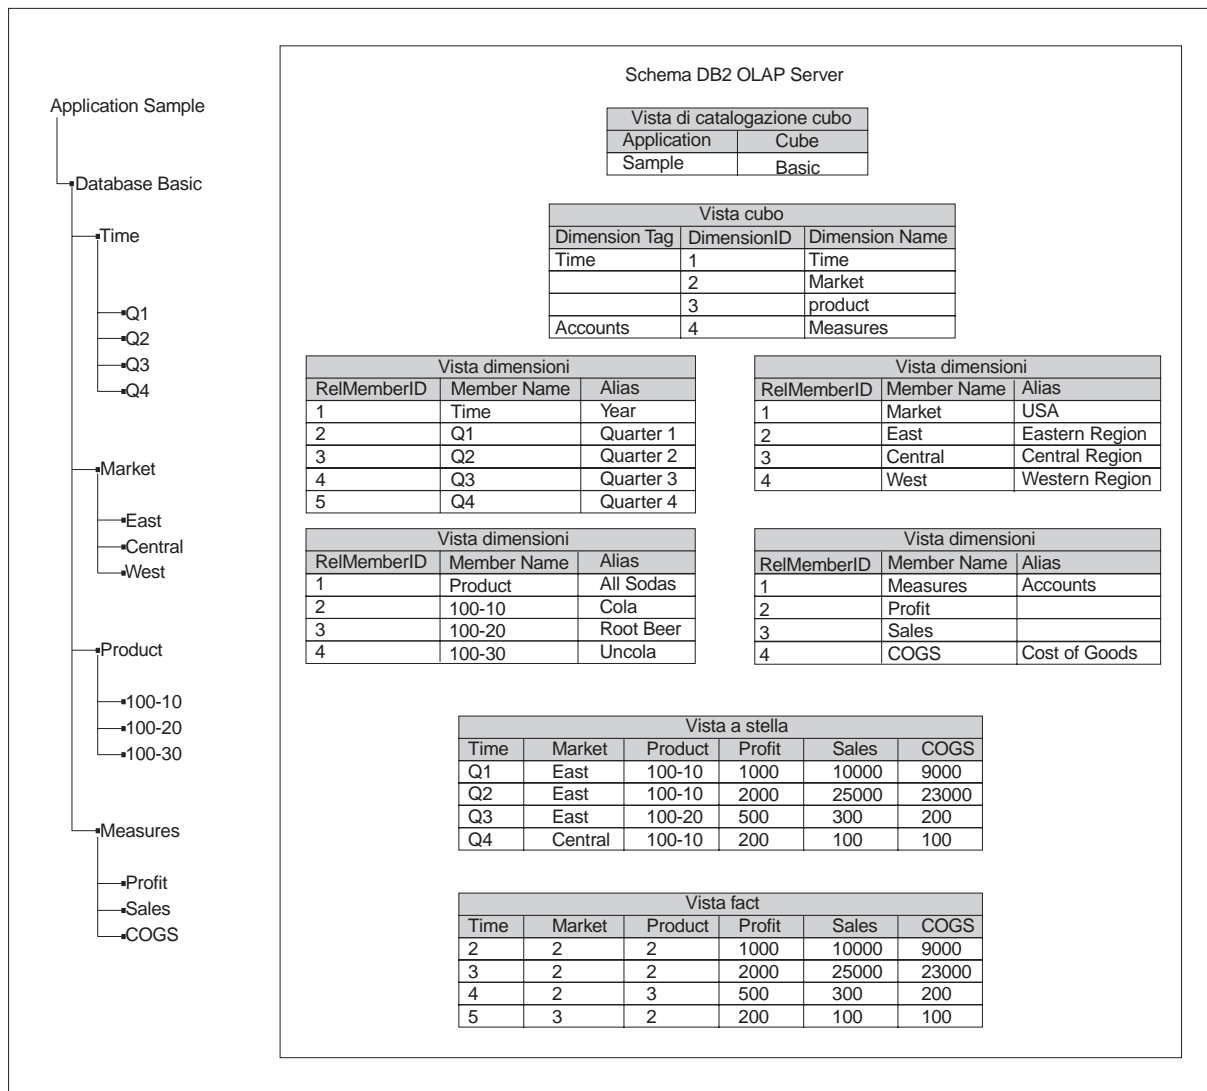 Schema DB2 OLAP Server
Application Sample
Database Basic
Time
Q1
Q2
Q3
Q4
Market
East
Central
West
Product
100-10
100-20
100-30
Measures
Profit
Sales
COGS
Vista di catalogazione cubo
Application Cube
Sample Basic
Vista cubo
Dimension Tag DimensionID Dimension Name
Time 1 Time
2 Market
3 product
Accounts 4 Measures
Vista dimensioni
RelMemberID Member Name Alias
1 Time Year
2 Q1 Quarter 1
3 Q2 Quarter 2
4 Q3 Quarter 3
5 Q4 Quarter 4
Vista dimensioni
RelMemberID Member Name Alias
1 Market USA
2 East Eastern Region
3 Central Central Region
4 West Western Region
Vista dimensioni
RelMemberID Member Name Alias
1 Product All Sodas
2 100-10 Cola
3 100-20 Root Beer
4 100-30 Uncola
Vista dimensioni
RelMemberID Member Name Alias
1 Measures Accounts
2 Profit
3 Sales
4 COGS Cost of Goods
Vista a stella
Time Market Product Profit Sales COGS
Q1 East 100-10 1000 10000 9000
Q2 East 100-10 2000 25000 23000
Q3 East 100-20 500 300 200
Q4 Central 100-10 200 100 100
Vista fact
Time Market Product Profit Sales COGS
2 2 2 1000 10000 9000
3 2 2 2000 25000 23000
4 2 3 500 300 200
5 3 2 200 100 100